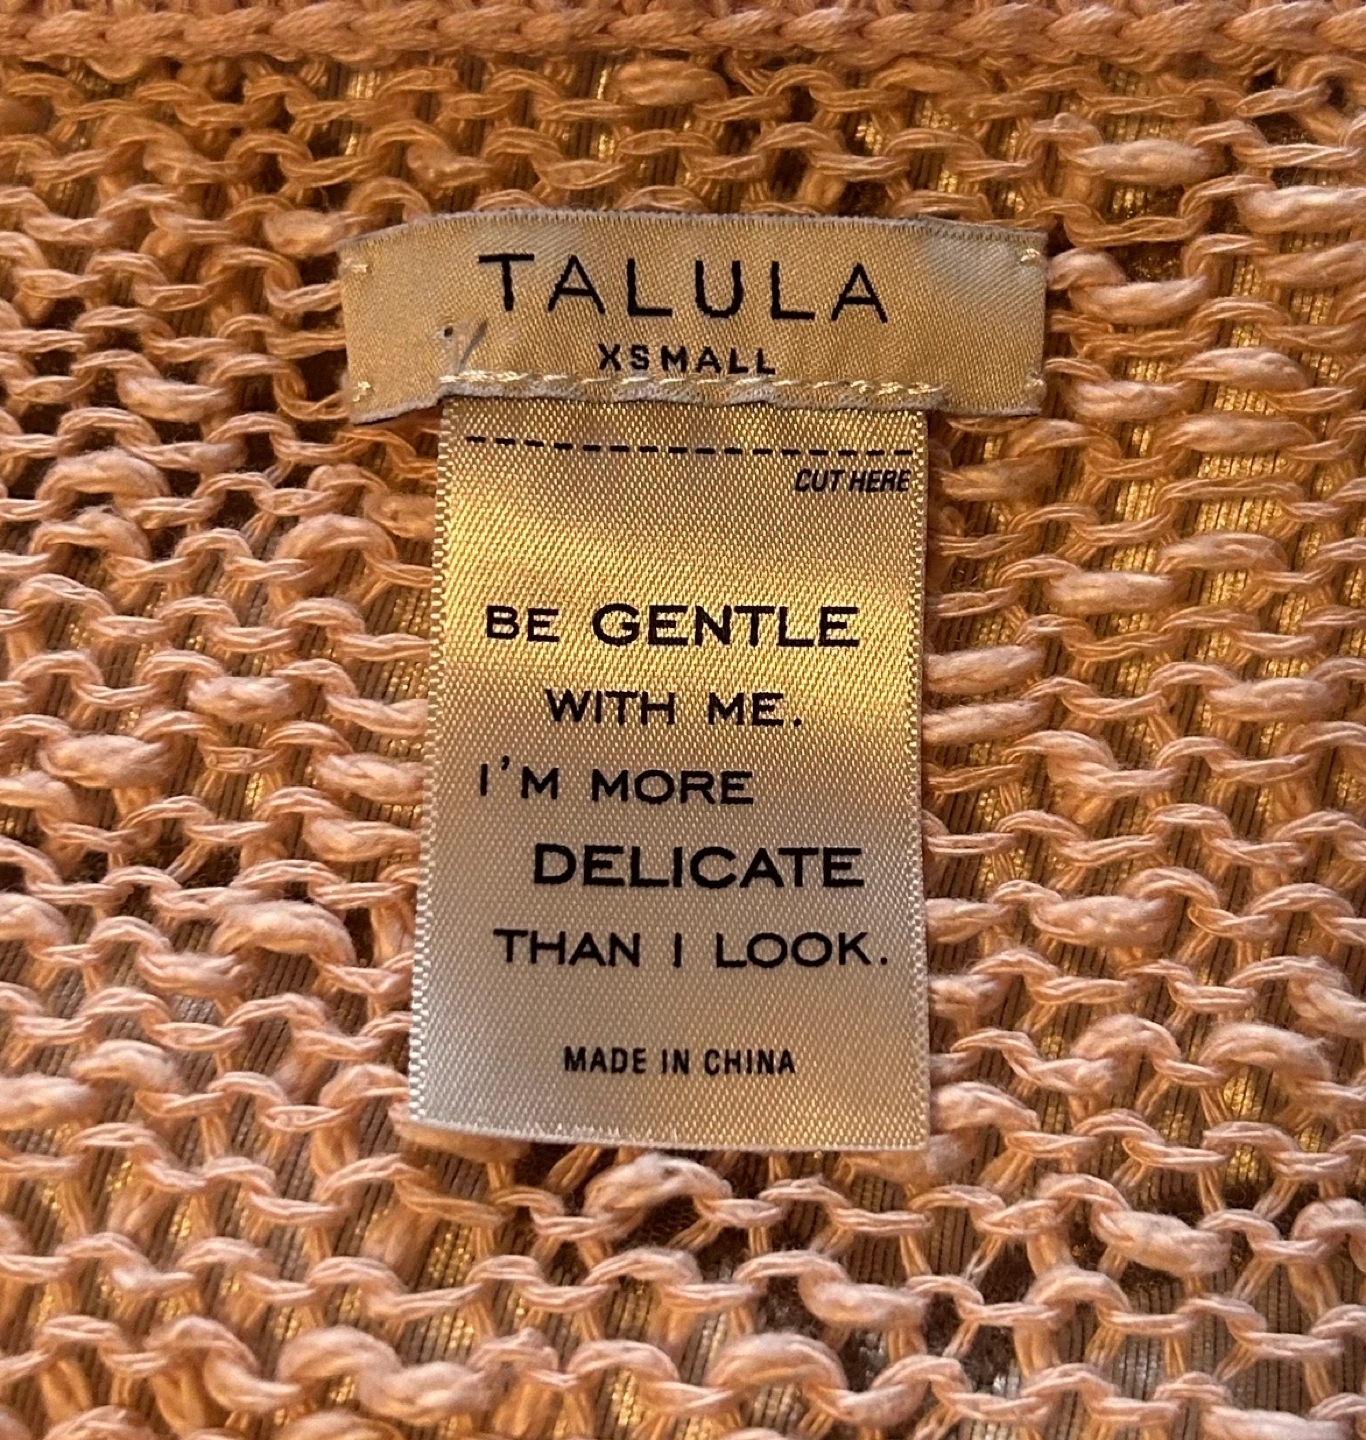 TALULA
XSMALL
CUT HERE
BE GENTLE
WITH ME.
I'M MORE
DELICATE
THAN I LOOK.
MADE IN CHINA